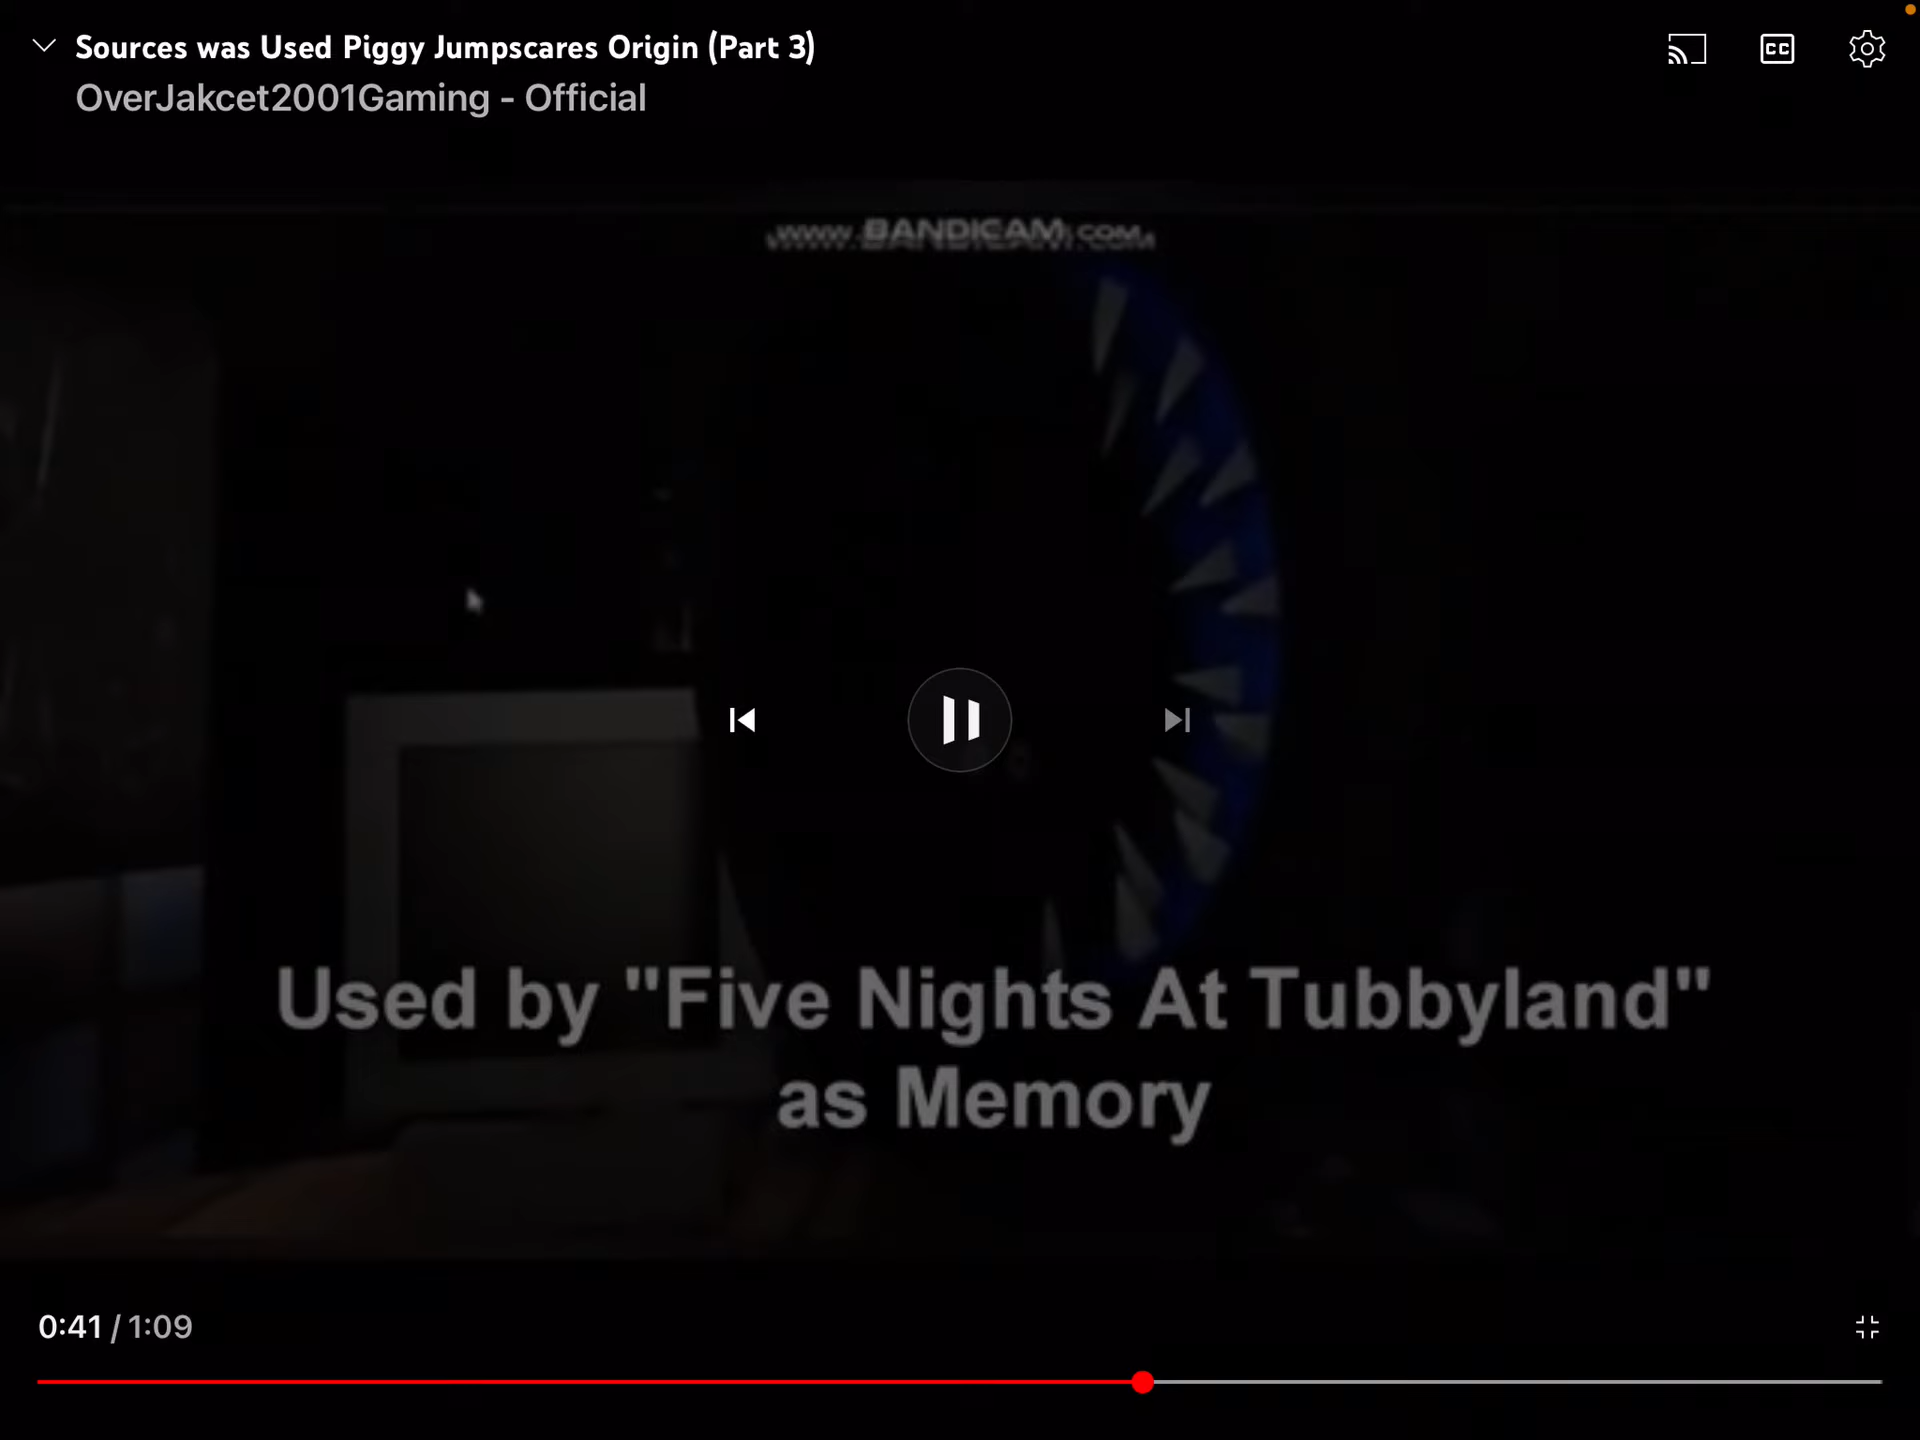 Sources was Used Piggy Jumpscares Origin (Part 3)
CC
OverJakcet2001Gaming - Official
www.BANDICAM.COM
Used by "Five Nights At Tubbyland"
as Memory
0:41 / 1:09